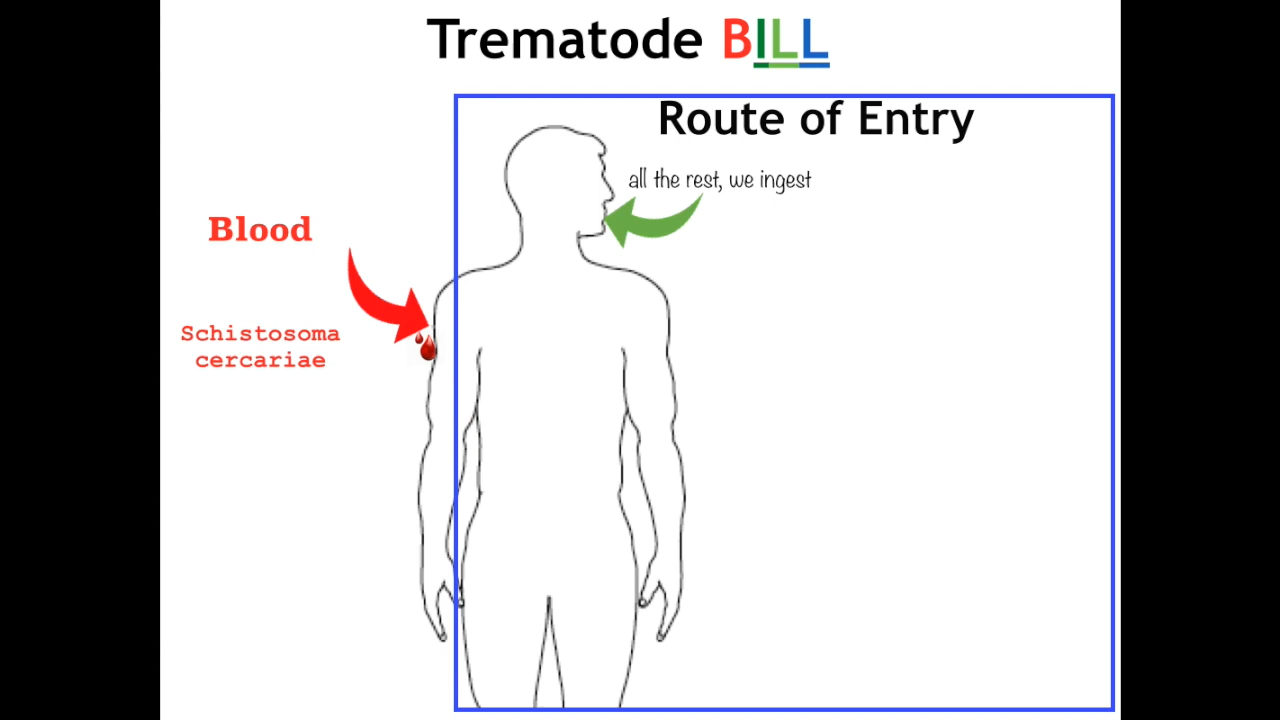 Trematode BILL
Route of Entry
all the rest, we ingest
Blood
Schistosoma
cercariae